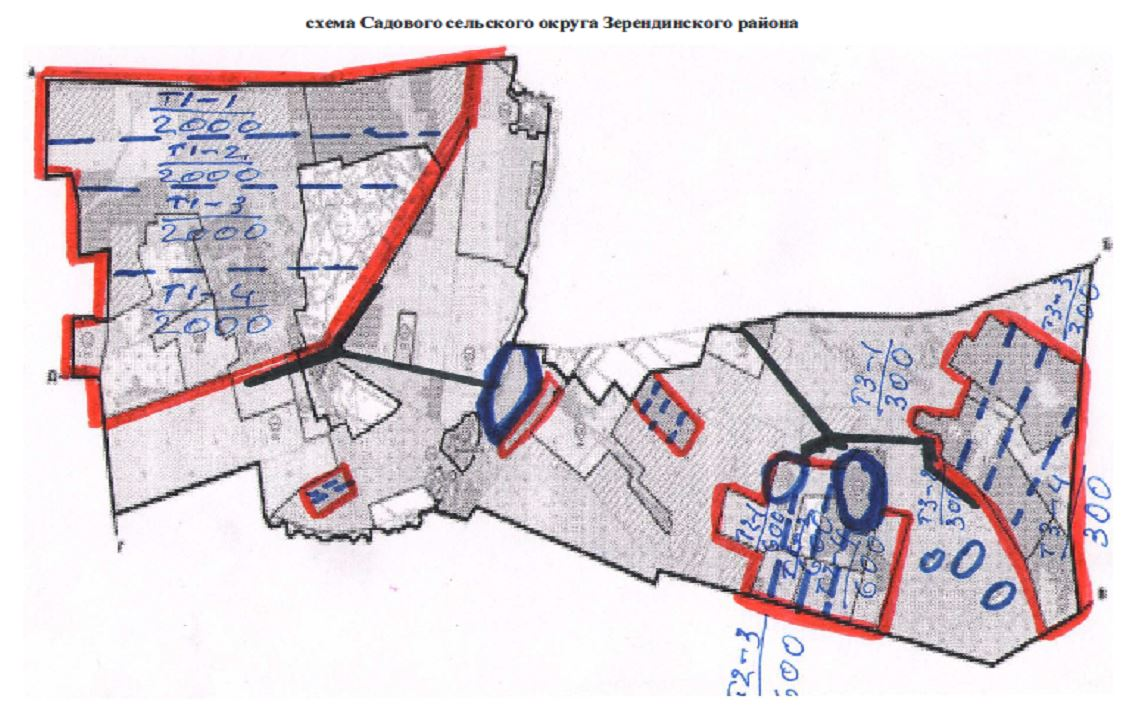 схема Садового сельского округа Зерендинского района
А
Т1-1
2000
Т1-2
2000
Т1-3
2000
Т1-4
2000
Д
Г
Б
Т3-3
300
Т3-1
300
Т3-4
300
В
600
Т2-3
600